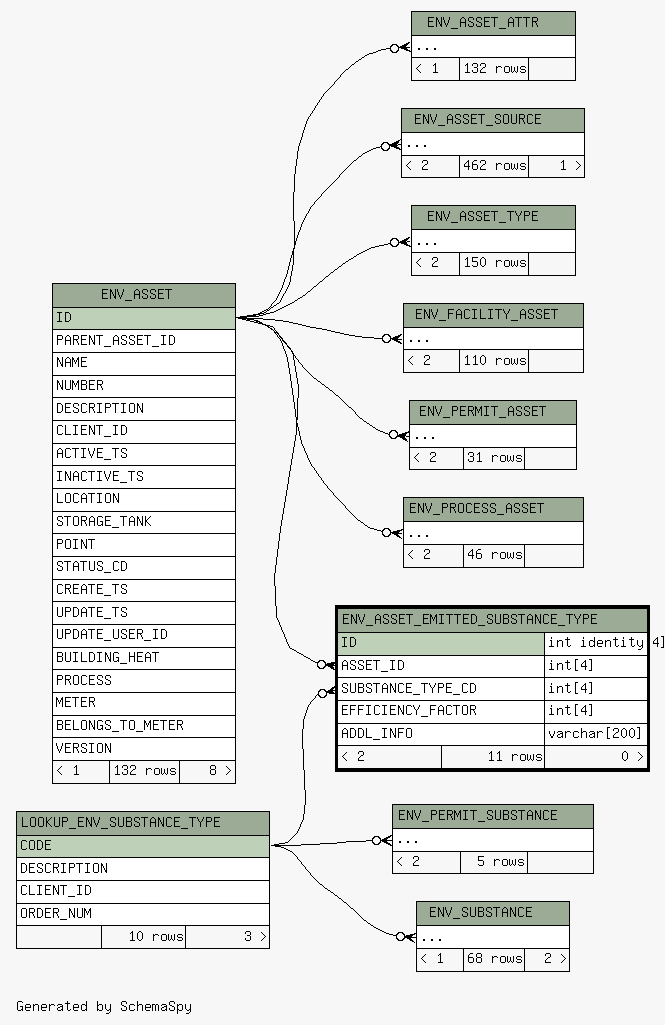 ENV_ASSET_ATTR
...
< 1 132 rows
ENV_ASSET_SOURCE
...
< 2 462 rows 1 >
ENV_ASSET_TYPE
...
< 2 150 rows
ENV_FACILITY_ASSET
...
< 2 110 rows
ENV_PERMIT_ASSET
...
< 2 31 rows
ENV_PROCESS_ASSET
...
< 2 46 rows
ENV_ASSET
ID
PARENT_ASSET_ID
NAME
NUMBER
DESCRIPTION
CLIENT_ID
ACTIVE_TS
INACTIVE_TS
LOCATION
STORAGE_TANK
POINT
STATUS_CD
CREATE_TS
UPDATE_TS
UPDATE_USER_ID
BUILDING_HEAT
PROCESS
METER
BELONGS_TO_METER
VERSION
< 1 132 rows 8 >
ENV_ASSET_EMITTED_SUBSTANCE_TYPE
ID int identity 4]
ASSET_ID int[4]
SUBSTANCE_TYPE_CD int[4]
EFFICIENCY_FACTOR int[4]
ADDL_INFO varchar[200]
< 2 11 rows 0 >
LOOKUP_ENV_SUBSTANCE_TYPE
CODE
DESCRIPTION
CLIENT_ID
ORDER_NUM
10 rows 3 >
ENV_PERMIT_SUBSTANCE
...
< 2 5 rows
ENV_SUBSTANCE
...
< 1 68 rows 2 >
Generated by SchemaSpy